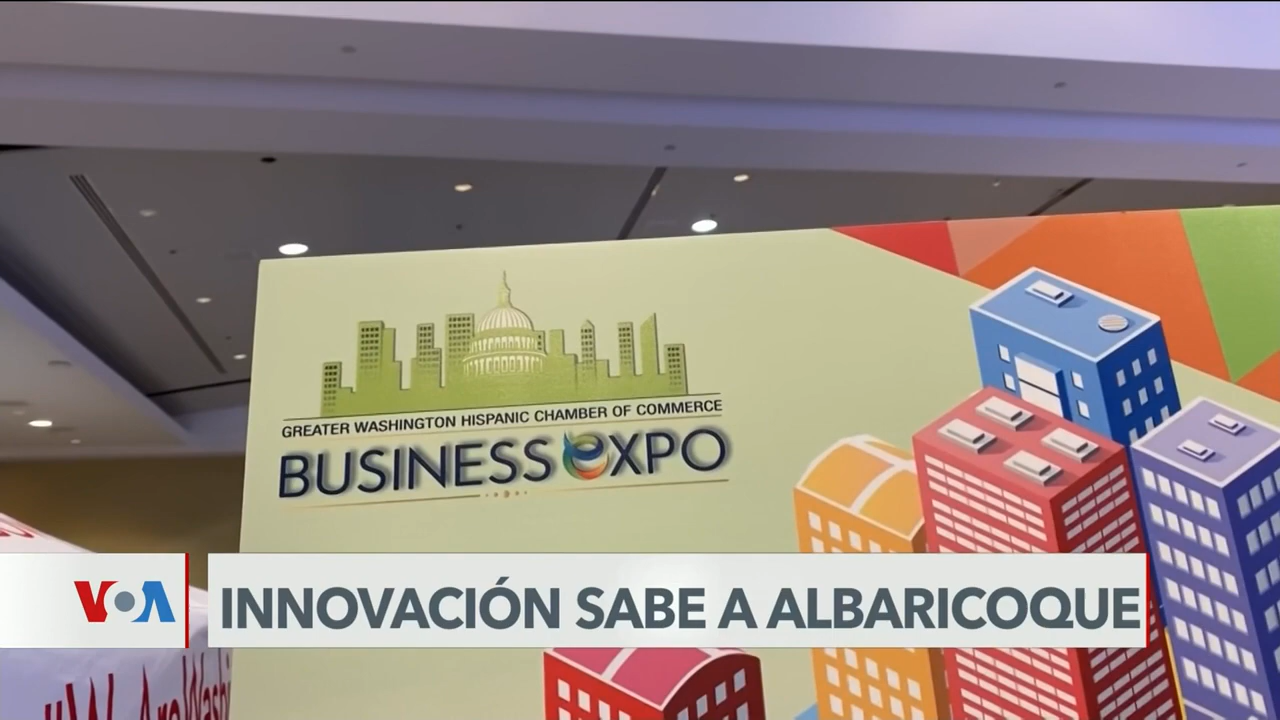 GREATER WASHINGTON HISPANIC CHAMBER OF COMMERCE
BUSINESS EXPO
VOA
INNOVACIÓN SABE A ALBARICOQUE